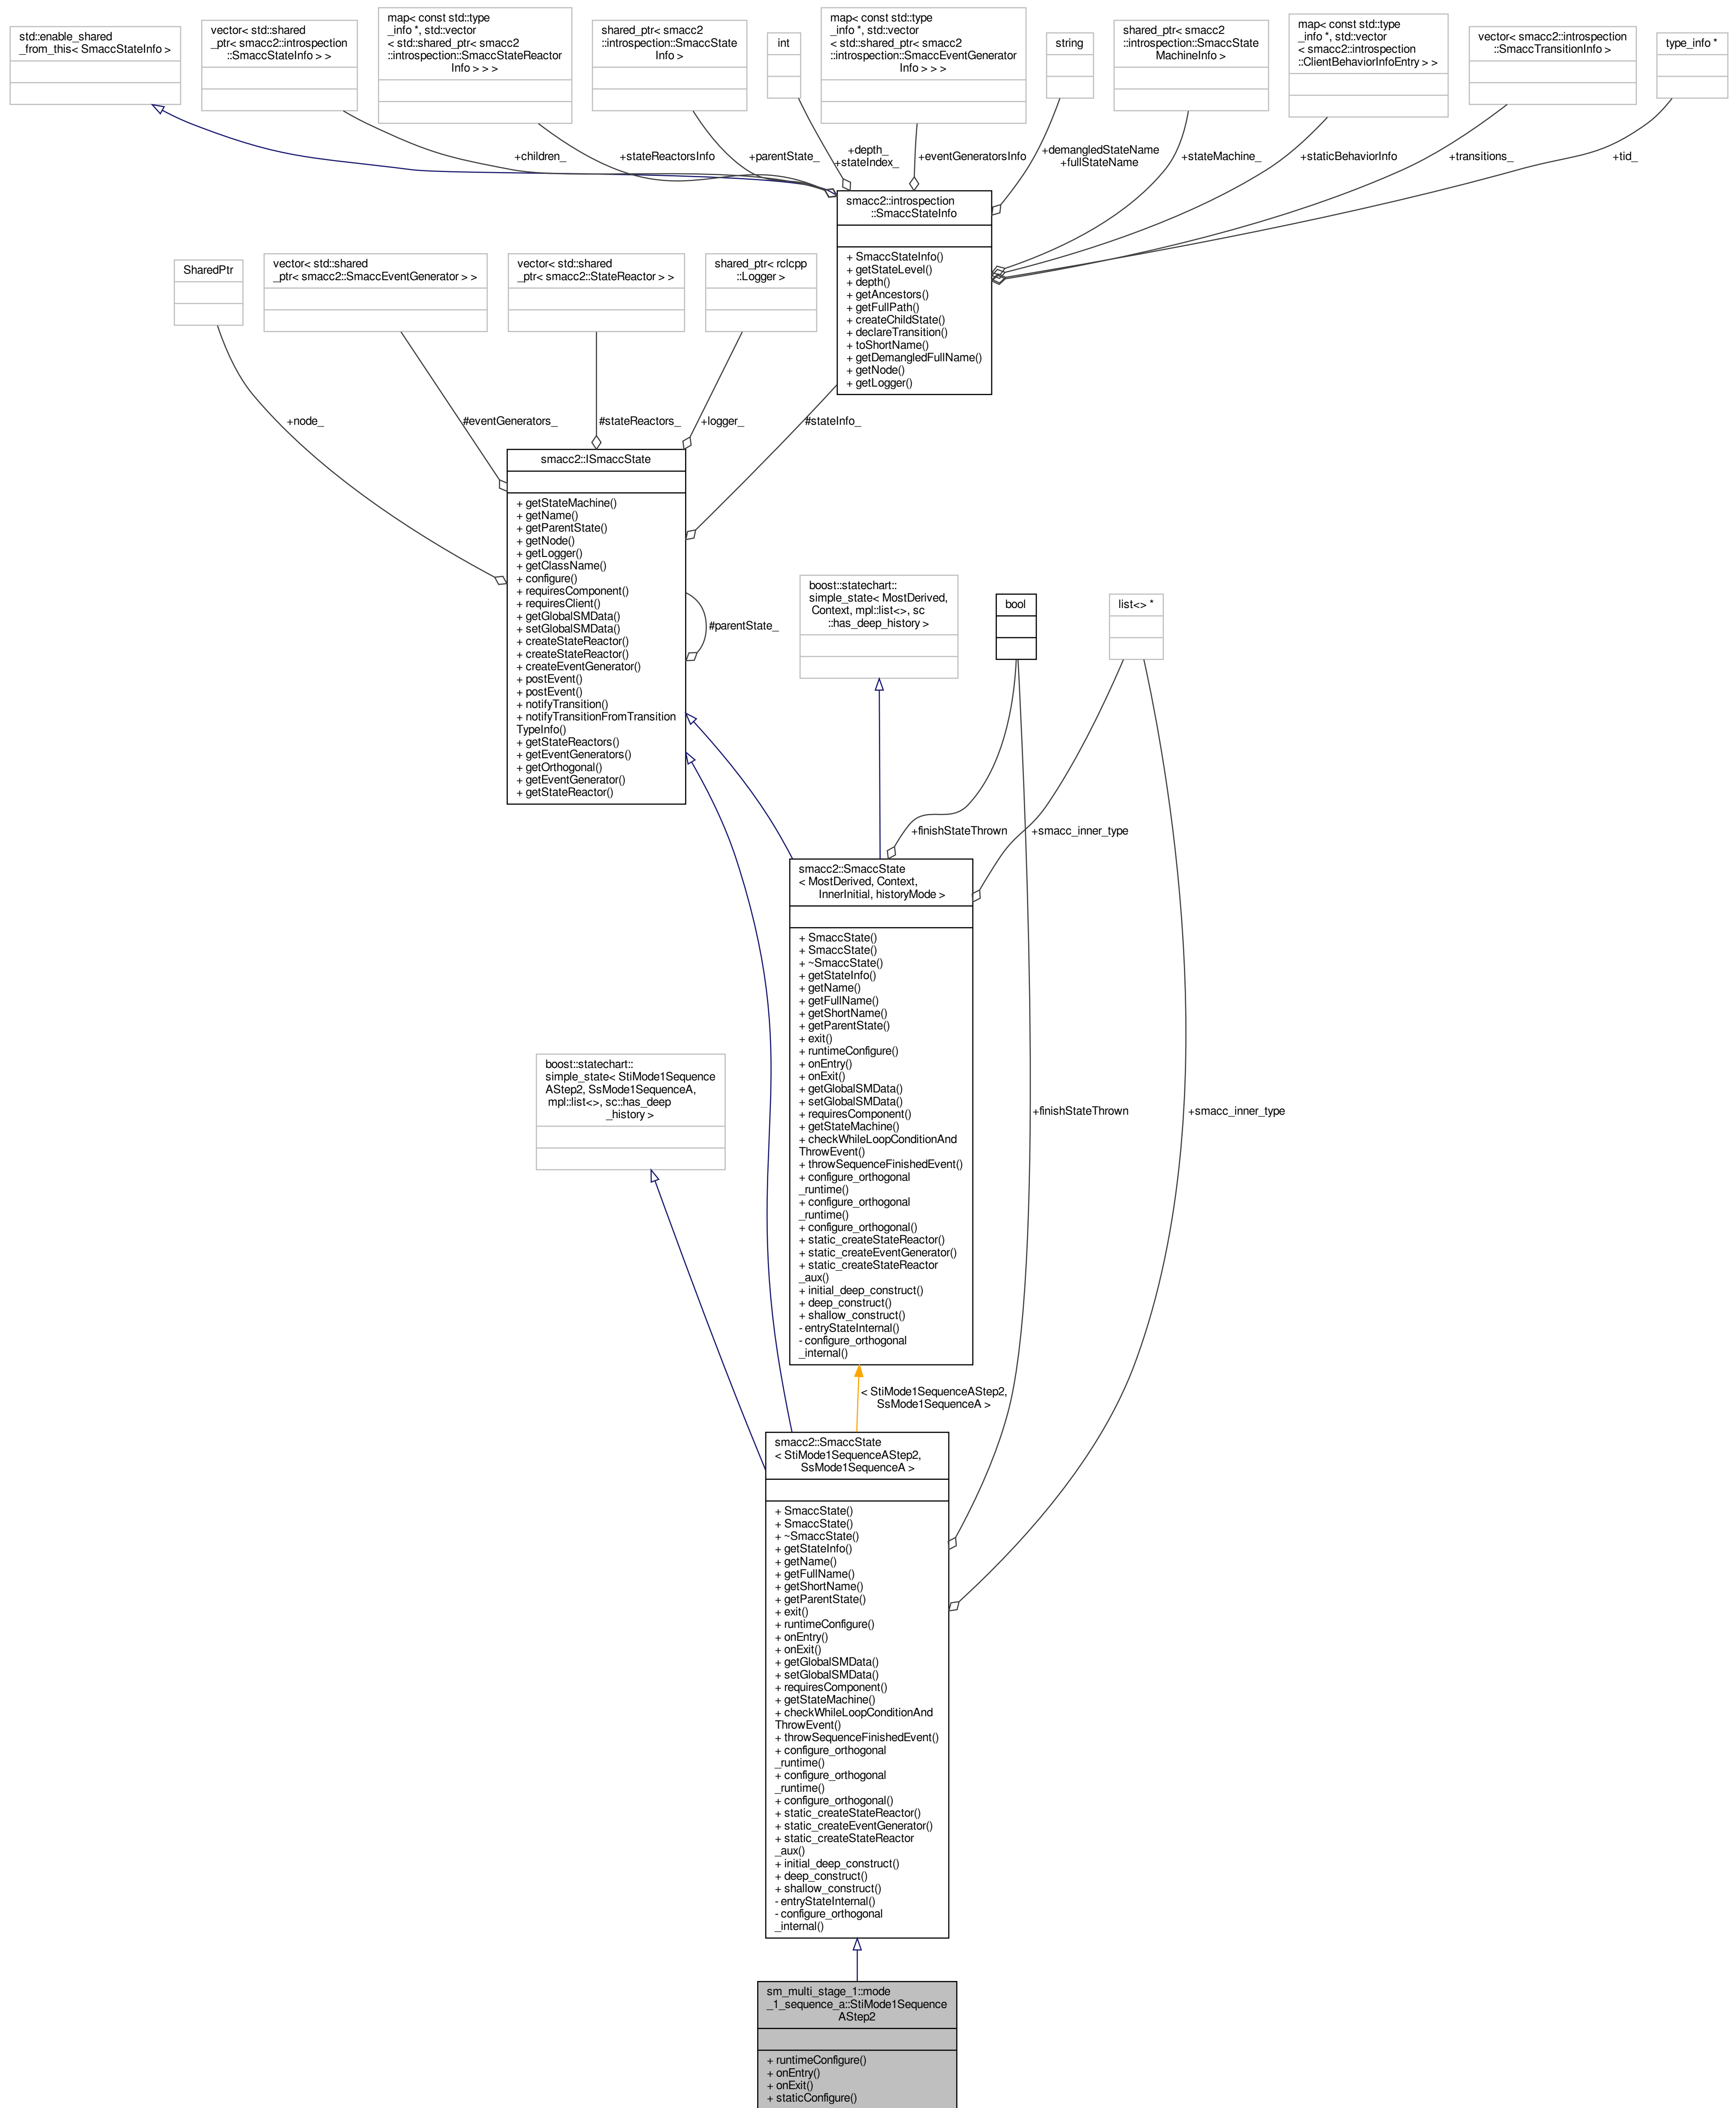 std::enable_shared
_from_this< SmaccStateInfo >
vector< std::shared
_ptr< smacc2::introspection
::SmaccStateInfo > >
map< const std::type
_info *, std::vector
< std::shared_ptr< smacc2
::introspection::SmaccStateReactor
Info > > >
shared_ptr< smacc2
::introspection::SmaccState
Info >
int
map< const std::type
_info *, std::vector
< std::shared_ptr< smacc2
::introspection::SmaccEventGenerator
Info > > >
string
shared_ptr< smacc2
::introspection::SmaccState
MachineInfo >
map< const std::type
_info *, std::vector
< smacc2::introspection
::ClientBehaviorInfoEntry > >
vector< smacc2::introspection
::SmaccTransitionInfo >
type_info *
+children_
+stateReactorsInfo
+parentState_
+depth_
+stateIndex_
+eventGeneratorsInfo
+demangledStateName
+fullStateName
+stateMachine_
+staticBehaviorInfo
+transitions_
+tid_
smacc2::introspection
::SmaccStateInfo
+ SmaccStateInfo()
+ getStateLevel()
+ depth()
+ getAncestors()
+ getFullPath()
+ createChildState()
+ declareTransition()
+ toShortName()
+ getDemangledFullName()
+ getNode()
+ getLogger()
SharedPtr
vector< std::shared
_ptr< smacc2::SmaccEventGenerator > >
vector< std::shared
_ptr< smacc2::StateReactor > >
shared_ptr< rclcpp
::Logger >
+node_
#eventGenerators_
#stateReactors_
+logger_
#stateInfo_
smacc2::ISmaccState
+ getStateMachine()
+ getName()
+ getParentState()
+ getNode()
+ getLogger()
+ getClassName()
+ configure()
+ requiresComponent()
+ requiresClient()
+ getGlobalSMData()
+ setGlobalSMData()
+ createStateReactor()
+ createStateReactor()
+ createEventGenerator()
+ postEvent()
+ postEvent()
+ notifyTransition()
+ notifyTransitionFromTransition
TypeInfo()
+ getStateReactors()
+ getEventGenerators()
+ getOrthogonal()
+ getEventGenerator()
+ getStateReactor()
#parentState_
boost::statechart::
simple_state< MostDerived,
Context, mpl::list<>, sc
::has_deep_history >
bool
list<> *
+finishStateThrown
+smacc_inner_type
smacc2::SmaccState
< MostDerived, Context,
InnerInitial, historyMode >
+ SmaccState()
+ SmaccState()
+ ~SmaccState()
+ getStateInfo()
+ getName()
+ getFullName()
+ getShortName()
+ getParentState()
+ exit()
+ runtimeConfigure()
+ onEntry()
+ onExit()
+ getGlobalSMData()
+ setGlobalSMData()
+ requiresComponent()
+ getStateMachine()
+ checkWhileLoopConditionAnd
ThrowEvent()
+ throwSequenceFinishedEvent()
+ configure_orthogonal
_runtime()
+ configure_orthogonal
_runtime()
+ configure_orthogonal()
+ static_createStateReactor()
+ static_createEventGenerator()
+ static_createStateReactor
_aux()
+ initial_deep_construct()
+ deep_construct()
+ shallow_construct()
- entryStateInternal()
- configure_orthogonal
_internal()
boost::statechart::
simple_state< StiMode1Sequence
AStep2, SsMode1SequenceA,
mpl::list<>, sc::has_deep
_history >
+finishStateThrown
+smacc_inner_type
< StiMode1SequenceAStep2,
SsMode1SequenceA >
smacc2::SmaccState
< StiMode1SequenceAStep2,
SsMode1SequenceA >
+ SmaccState()
+ SmaccState()
+ ~SmaccState()
+ getStateInfo()
+ getName()
+ getFullName()
+ getShortName()
+ getParentState()
+ exit()
+ runtimeConfigure()
+ onEntry()
+ onExit()
+ getGlobalSMData()
+ setGlobalSMData()
+ requiresComponent()
+ getStateMachine()
+ checkWhileLoopConditionAnd
ThrowEvent()
+ throwSequenceFinishedEvent()
+ configure_orthogonal
_runtime()
+ configure_orthogonal
_runtime()
+ configure_orthogonal()
+ static_createStateReactor()
+ static_createEventGenerator()
+ static_createStateReactor
_aux()
+ initial_deep_construct()
+ deep_construct()
+ shallow_construct()
- entryStateInternal()
- configure_orthogonal
_internal()
sm_multi_stage_1::mode
_1_sequence_a::StiMode1Sequence
AStep2
+ runtimeConfigure()
+ onEntry()
+ onExit()
+ staticConfigure()